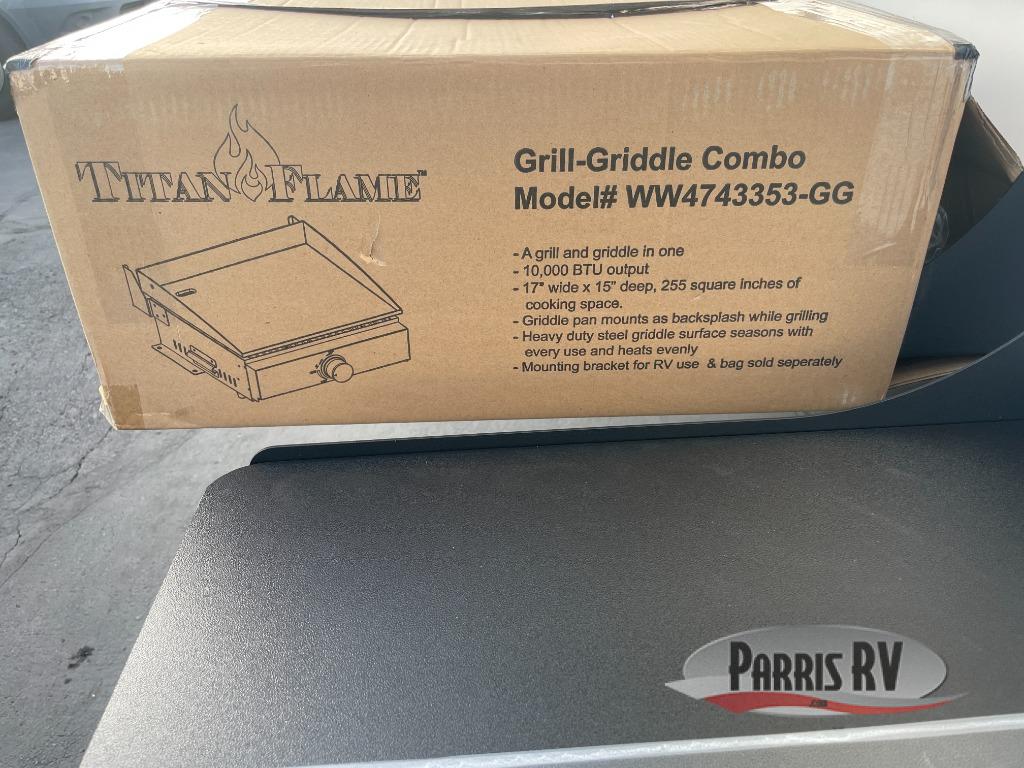 TITAN FLAME™
Grill-Griddle Combo
Model# WW4743353-GG
- A grill and griddle in one
- 10,000 BTU output
- 17" wide x 15" deep, 255 square inches of
cooking space.
- Griddle pan mounts as backsplash while grilling
- Heavy duty steel griddle surface seasons with
every use and heats evenly
- Mounting bracket for RV use & bag sold seperately
PARRIS RV
.com